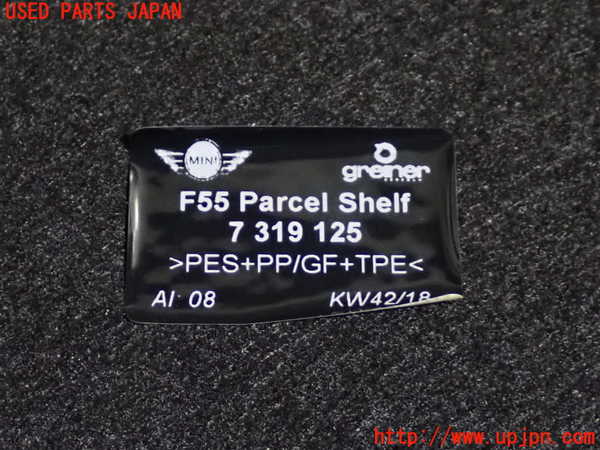 USED PARTS JAPAN
MINI
greiner
F55 Parcel Shelf
7 319 125
>PES+PP/GF+TPE<
AI 08 KW42/18
http://www.upjpn.com/